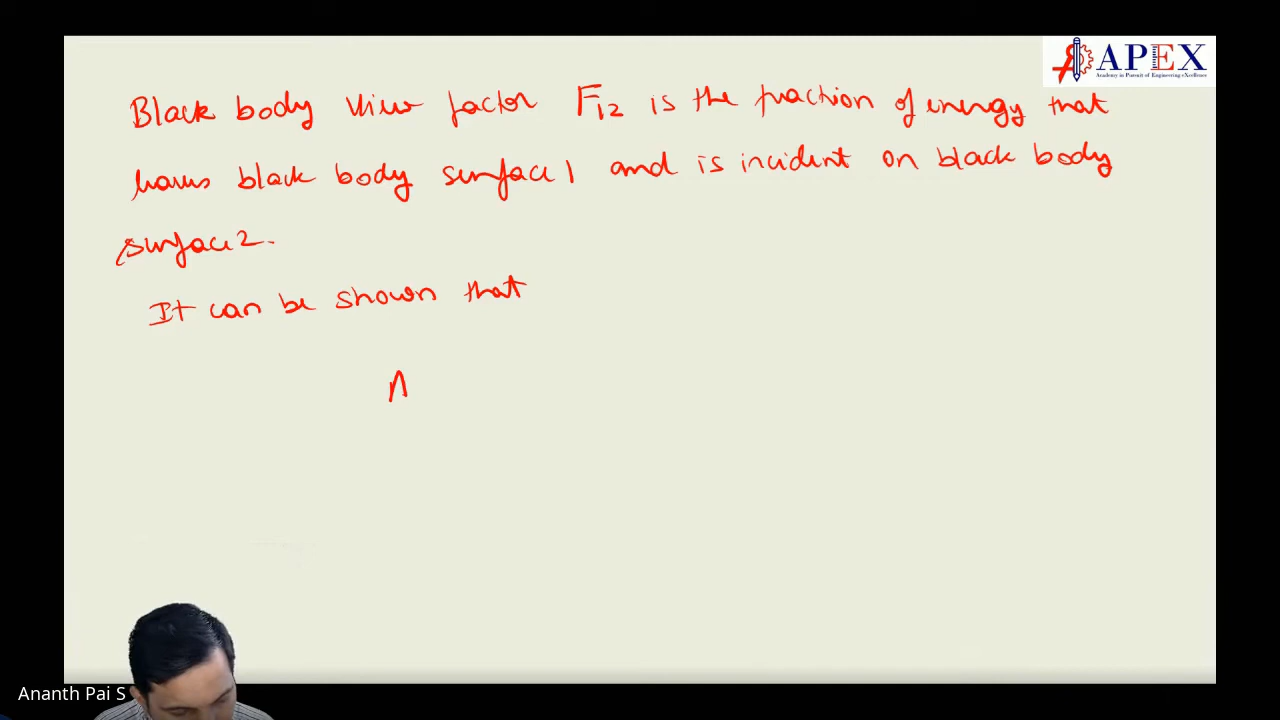 APEX
Academy in Pursuit of Engineering eXcellence
Black body View factor F12 is the fraction of energy that
leaves black body surface 1 and is incident on black body
surface 2.
It can be shown that
A
Ananth Pai S